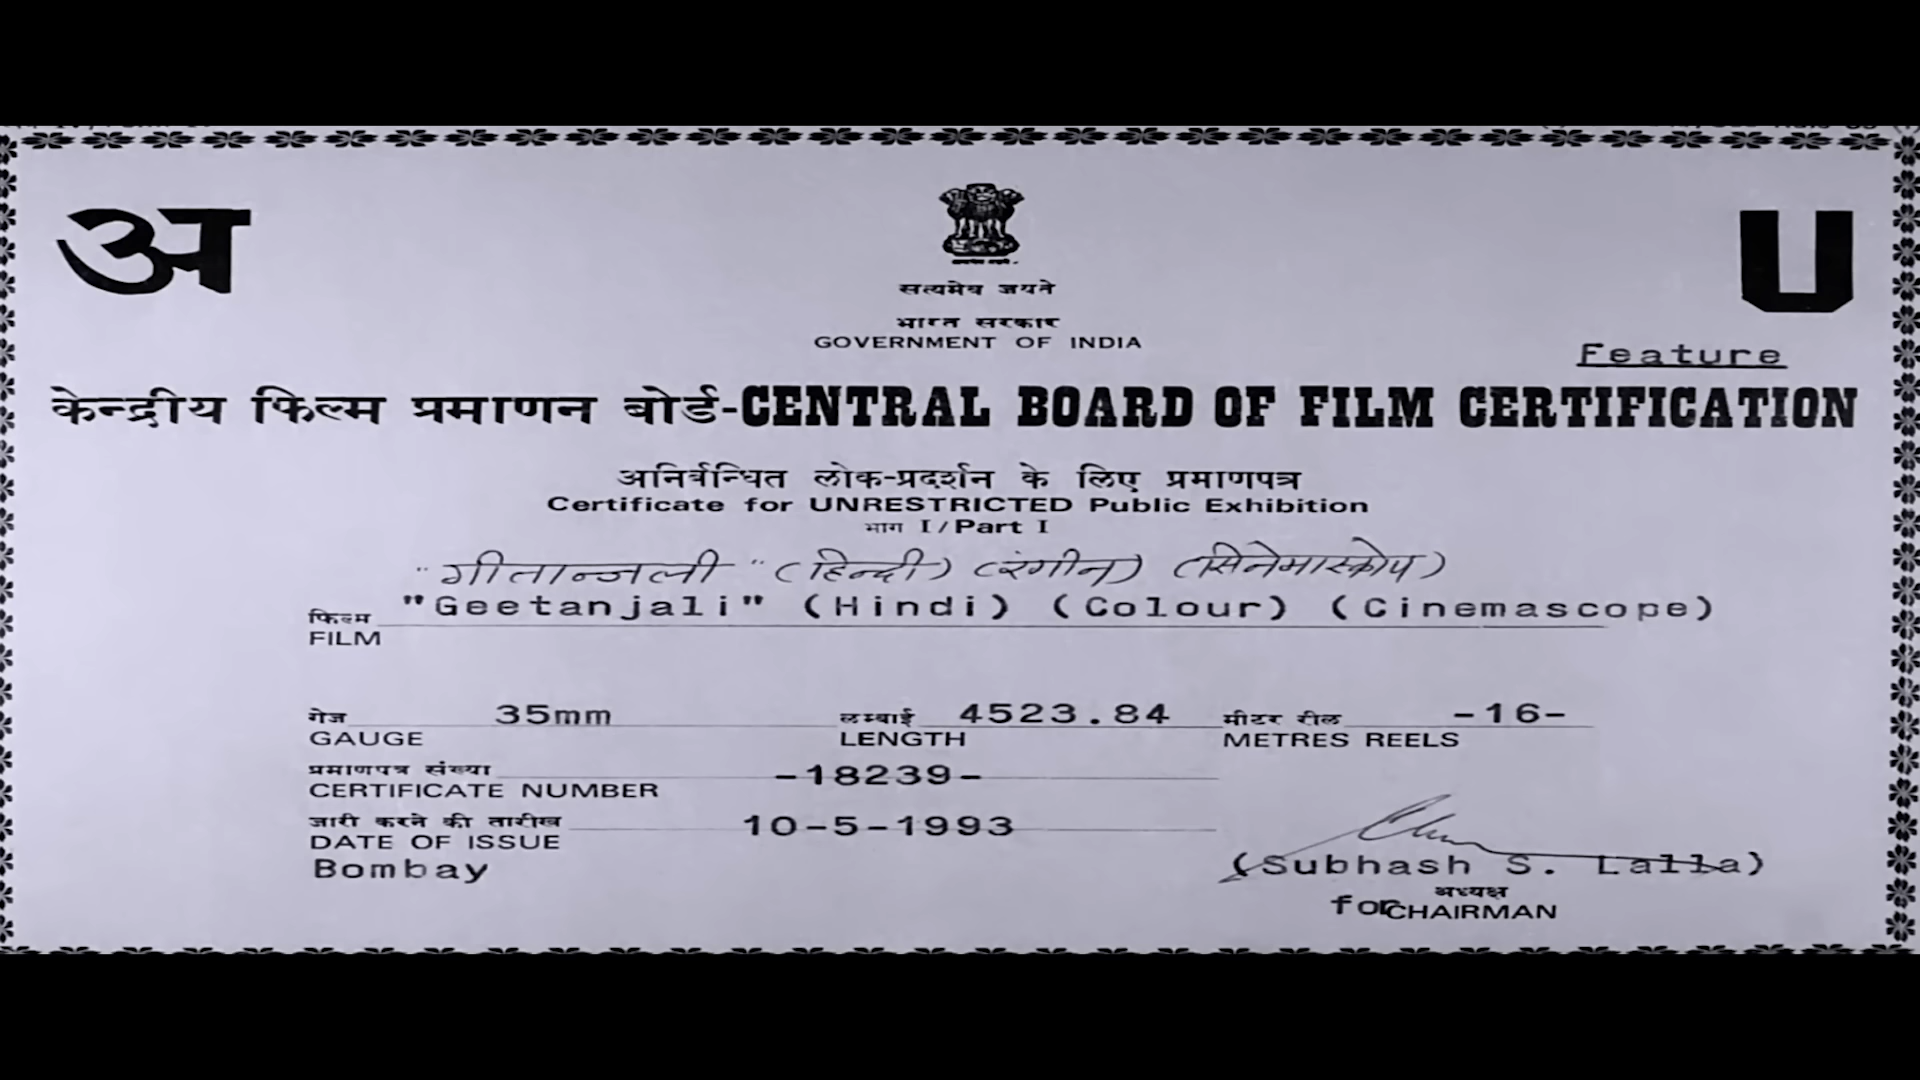 अ
U
सत्यमेव जयते
भारत सरकार
GOVERNMENT OF INDIA
Feature
केन्द्रीय फिल्म प्रमाणन बोर्ड-CENTRAL BOARD OF FILM CERTIFICATION
अनिर्बन्धित लोक-प्रदर्शन के लिए प्रमाणपत्र
Certificate for UNRESTRICTED Public Exhibition
भाग I/Part I
"गीतान्जली" (हिन्दी) (रंगीन) (सिनेमास्कोप)
फिल्म "Geetanjali" (Hindi) (Colour) (Cinemascope)
FILM
गेज 35mm लम्बाई 4523.84 मीटर रील -16-
GAUGE LENGTH METRES REELS
प्रमाणपत्र संख्या -18239-
CERTIFICATE NUMBER
जारी करने की तारीख 10-5-1993
DATE OF ISSUE
Bombay (Subhash S. Lalla)
अध्यक्ष
for CHAIRMAN